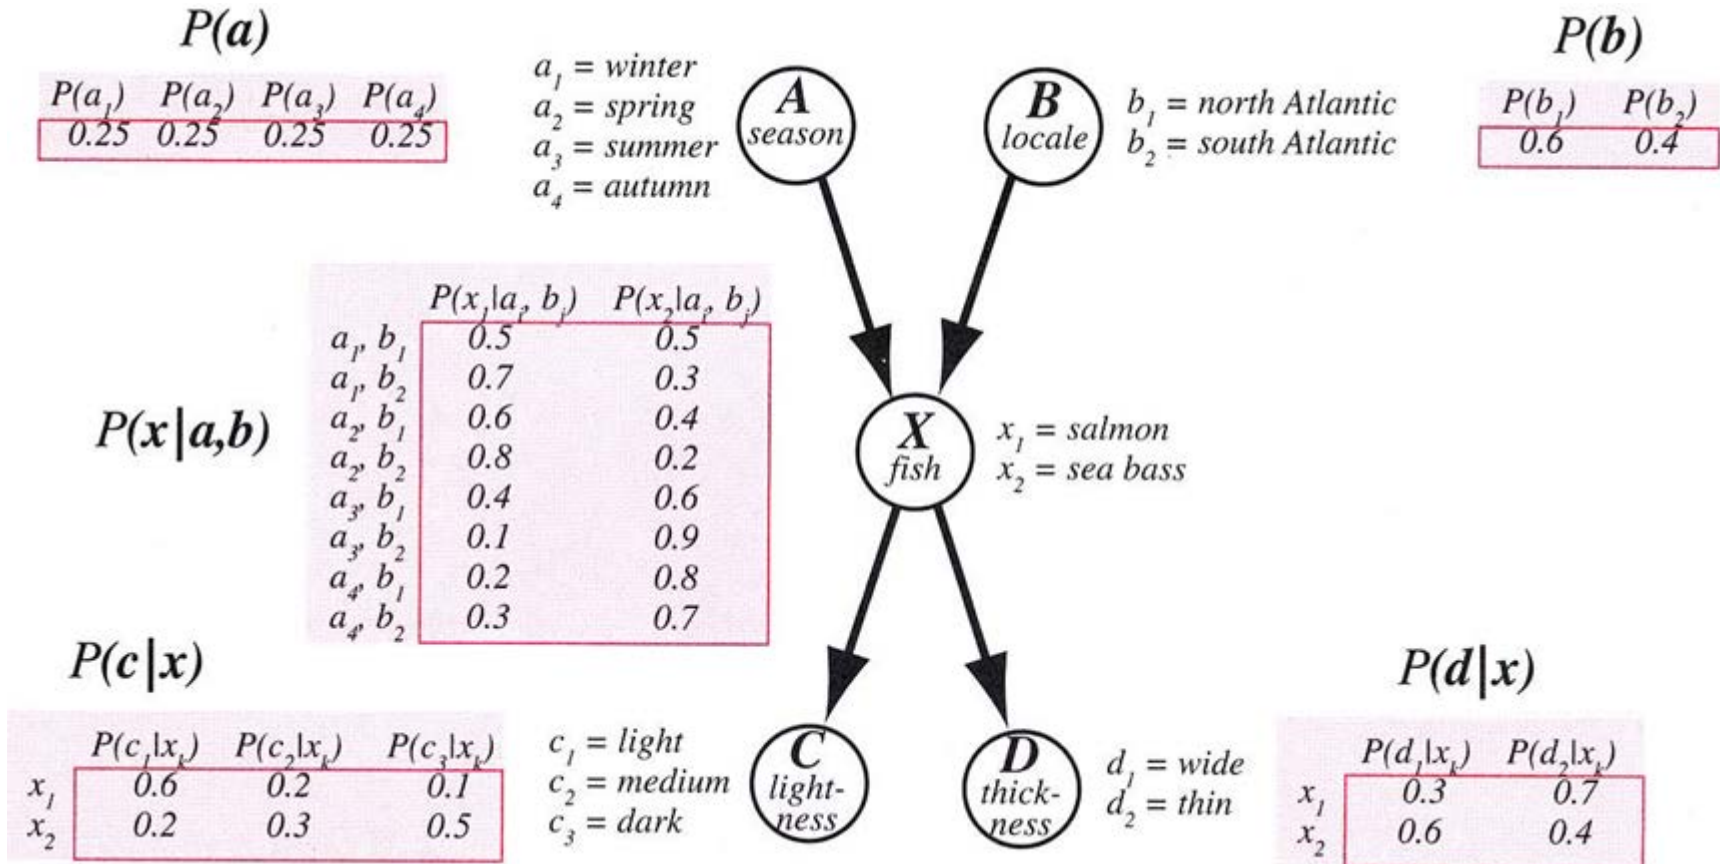 P(a)
P(a₁) P(a₂) P(a₃) P(a₄)
0.25 0.25 0.25 0.25
a₁ = winter
a₂ = spring
a₃ = summer
a₄ = autumn
A
season
B
locale
b₁ = north Atlantic
b₂ = south Atlantic
P(b)
P(b₁) P(b₂)
0.6 0.4
P(x|a,b)
P(x₁|aᵢ, bⱼ) P(x₂|aᵢ, bⱼ)
a₁, b₁ 0.5 0.5
a₁, b₂ 0.7 0.3
a₂, b₁ 0.6 0.4
a₂, b₂ 0.8 0.2
a₃, b₁ 0.4 0.6
a₃, b₂ 0.1 0.9
a₄, b₁ 0.2 0.8
a₄, b₂ 0.3 0.7
X
fish
x₁ = salmon
x₂ = sea bass
P(c|x)
P(c₁|xₖ) P(c₂|xₖ) P(c₃|xₖ)
x₁ 0.6 0.2 0.1
x₂ 0.2 0.3 0.5
c₁ = light
c₂ = medium
c₃ = dark
C
light-
ness
D
thick-
ness
d₁ = wide
d₂ = thin
P(d|x)
P(d₁|xₖ) P(d₂|xₖ)
x₁ 0.3 0.7
x₂ 0.6 0.4